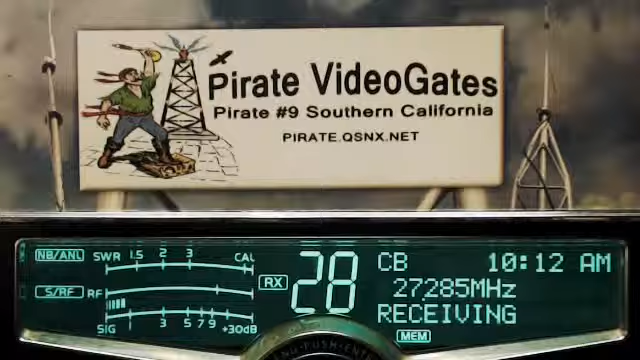 Pirate VideoGates
Pirate #9 Southern California
PIRATE.QSNX.NET
NB/ANL SWR 1.5 2 3 CAL
S/RF RF
SIG 3 5 7 9 +30dB
RX 28
CB 10:12 AM
27285MHz
RECEIVING
MEM
PUSH